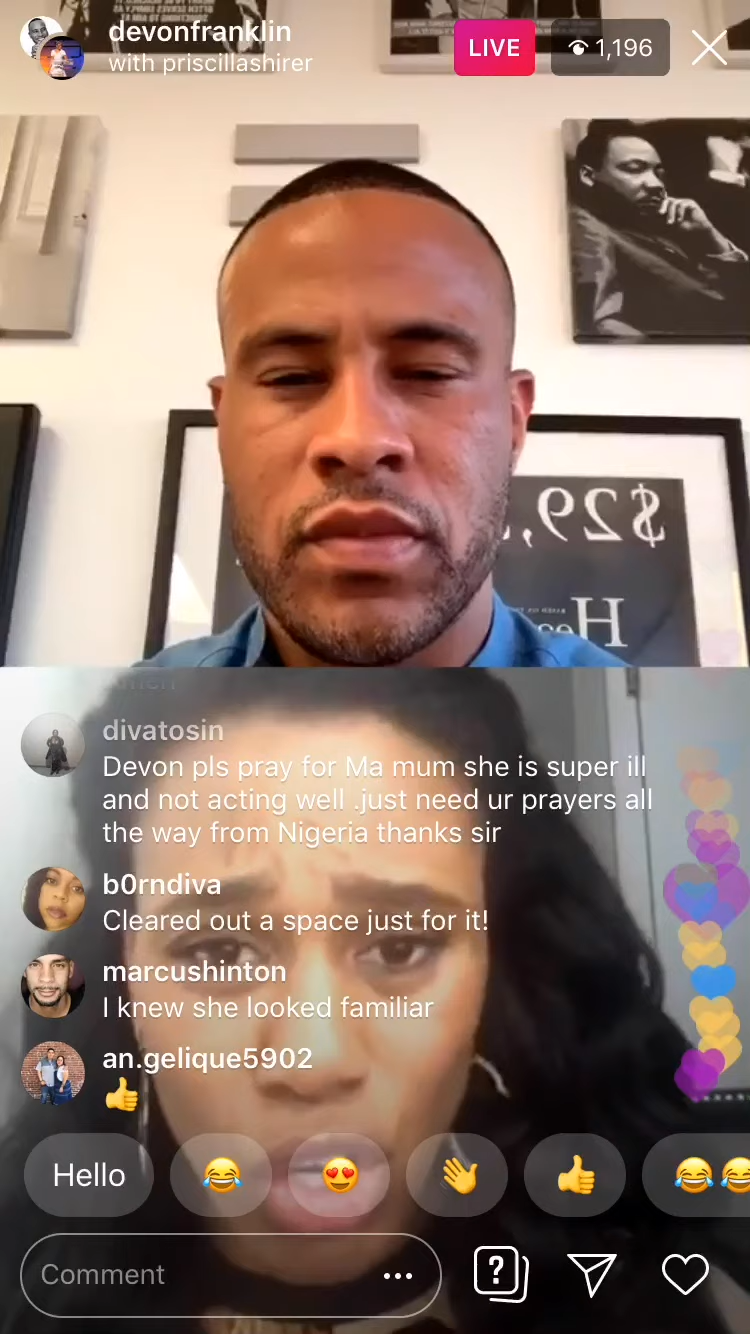 devonfranklin
with priscillashirer
LIVE
1,196
$29,
He
divatosin
Devon pls pray for Ma mum she is super ill
and not acting well .just need ur prayers all
the way from Nigeria thanks sir
b0rndiva
Cleared out a space just for it!
marcushinton
I knew she looked familiar
an.gelique5902
👍
Hello
😂 😍 👋 👍 😂 😂
Comment